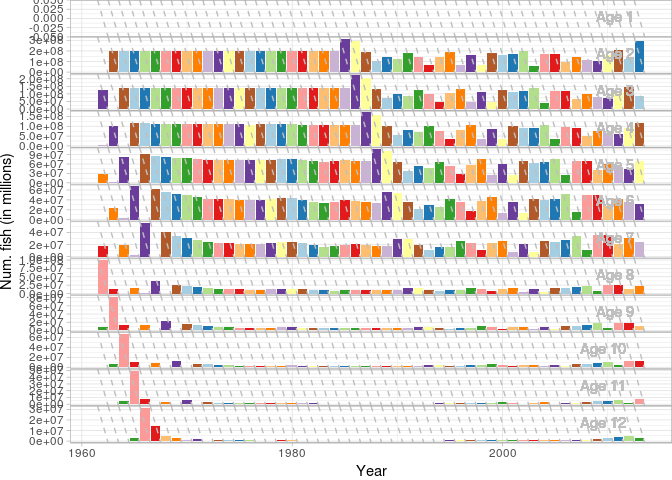 0.050
0.025
0.000
-0.025
-0.050
Age 1
3e+08
2e+08
1e+08
0e+00
Age 2
2.0e+08
1.5e+08
1.0e+08
5.0e+07
0.0e+00
Age 3
1.5e+08
1.0e+08
5.0e+07
0.0e+00
Age 4
9e+07
6e+07
3e+07
0e+00
Age 5
6e+07
4e+07
2e+07
0e+00
Age 6
4e+07
2e+07
0e+00
Age 7
1.0e+08
7.5e+07
5.0e+07
2.5e+07
0.0e+00
Age 8
8e+07
6e+07
4e+07
2e+07
0e+00
Age 9
6e+07
4e+07
2e+07
0e+00
Age 10
4e+07
3e+07
2e+07
1e+07
0e+00
Age 11
3e+07
2e+07
1e+07
0e+00
Age 12
1960
1980
2000
Year
Num. fish (in millions)